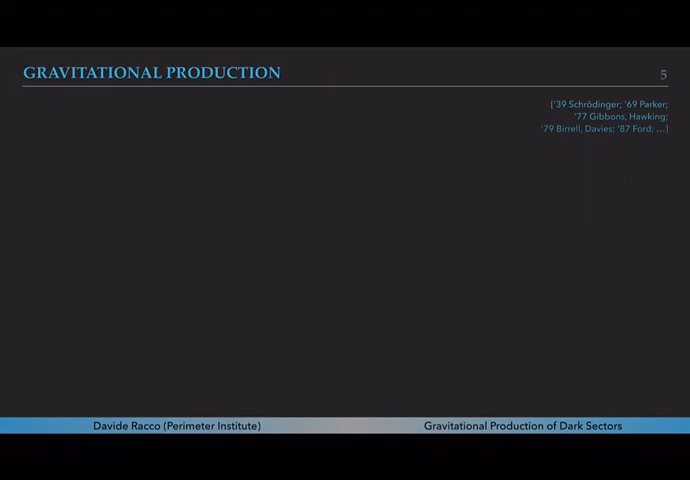 GRAVITATIONAL PRODUCTION
5
['39 Schrödinger; '69 Parker;
'77 Gibbons, Hawking;
'79 Birrell, Davies; '87 Ford; …]
Davide Racco (Perimeter Institute)
Gravitational Production of Dark Sectors